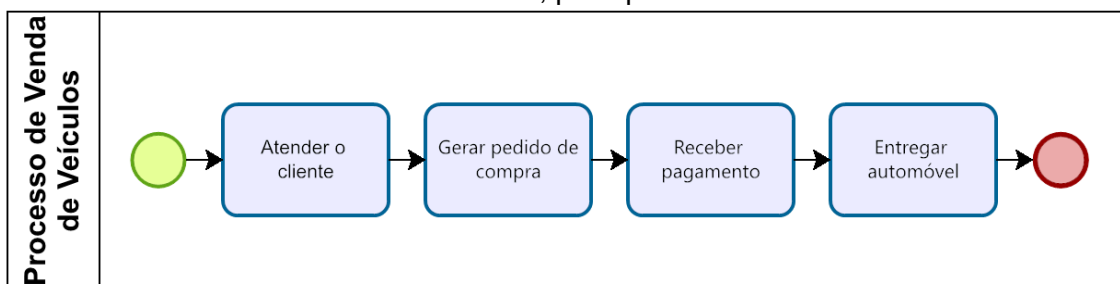 Processo de Venda
de Veículos
Atender o
cliente
Gerar pedido de
compra
Receber
pagamento
Entregar
automóvel